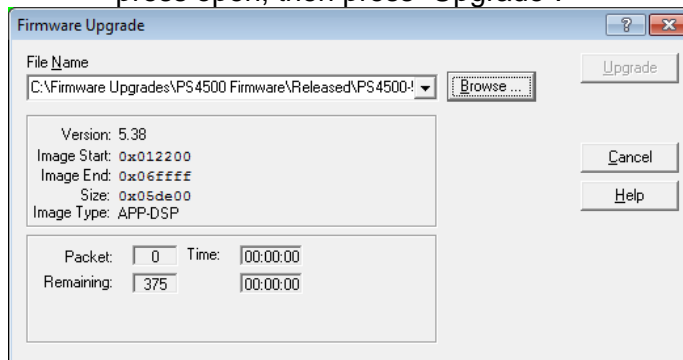 press open, then press "Upgrade".
Firmware Upgrade
File Name
C:\Firmware Upgrades\PS4500 Firmware\Released\PS4500-
Browse ...
Upgrade
Version: 5.38
Image Start: 0x012200
Image End: 0x06ffff
Size: 0x05de00
Image Type: APP-DSP
Cancel
Help
Packet: 0 Time: 00:00:00
Remaining: 375 00:00:00